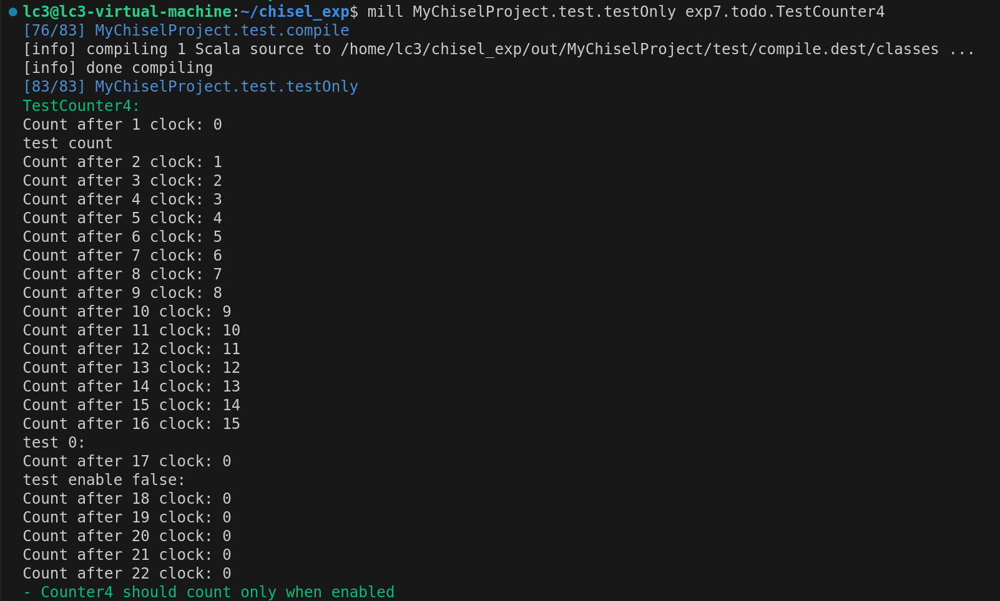 lc3@lc3-virtual-machine:~/chisel_exp$ mill MyChiselProject.test.testOnly exp7.todo.TestCounter4
[76/83] MyChiselProject.test.compile
[info] compiling 1 Scala source to /home/lc3/chisel_exp/out/MyChiselProject/test/compile.dest/classes ...
[info] done compiling
[83/83] MyChiselProject.test.testOnly
TestCounter4:
Count after 1 clock: 0
test count
Count after 2 clock: 1
Count after 3 clock: 2
Count after 4 clock: 3
Count after 5 clock: 4
Count after 6 clock: 5
Count after 7 clock: 6
Count after 8 clock: 7
Count after 9 clock: 8
Count after 10 clock: 9
Count after 11 clock: 10
Count after 12 clock: 11
Count after 13 clock: 12
Count after 14 clock: 13
Count after 15 clock: 14
Count after 16 clock: 15
test 0:
Count after 17 clock: 0
test enable false:
Count after 18 clock: 0
Count after 19 clock: 0
Count after 20 clock: 0
Count after 21 clock: 0
Count after 22 clock: 0
- Counter4 should count only when enabled